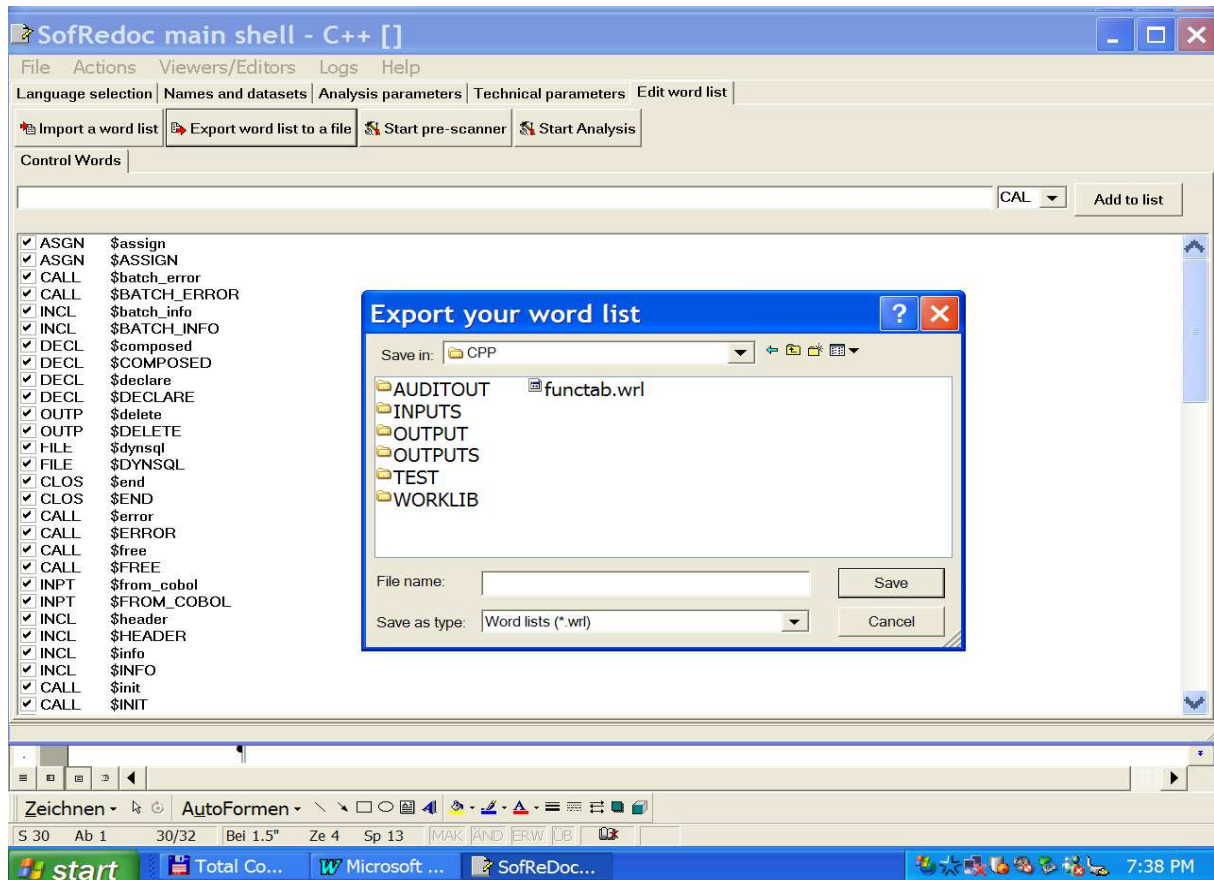 SofRedoc main shell - C++ []
File Actions Viewers/Editors Logs Help
Language selection Names and datasets Analysis parameters Technical parameters Edit word list
Import a word list Export word list to a file Start pre-scanner Start Analysis
Control Words
CAL Add to list
ASGN $assign
ASGN $ASSIGN
CALL $batch_error
CALL $BATCH_ERROR
INCL $batch_info
INCL $BATCH_INFO
DECL $composed
DECL $COMPOSED
DECL $declare
DECL $DECLARE
OUTP $delete
OUTP $DELETE
FILE $dynsql
FILE $DYNSQL
CLOS $end
CLOS $END
CALL $error
CALL $ERROR
CALL $free
CALL $FREE
INPT $from_cobol
INPT $FROM_COBOL
INCL $header
INCL $HEADER
INCL $info
INCL $INFO
CALL $init
CALL $INIT
Export your word list
Save in: CPP
AUDITOUT functab.wrl
INPUTS
OUTPUT
OUTPUTS
TEST
WORKLIB
File name: Save
Save as type: Word lists (*.wrl) Cancel
Zeichnen AutoFormen
S 30 Ab 1 30/32 Bei 1.5" Ze 4 Sp 13 MAK ÄND ERW ÜB
start Total Co... Microsoft ... SofReDoc... 7:38 PM